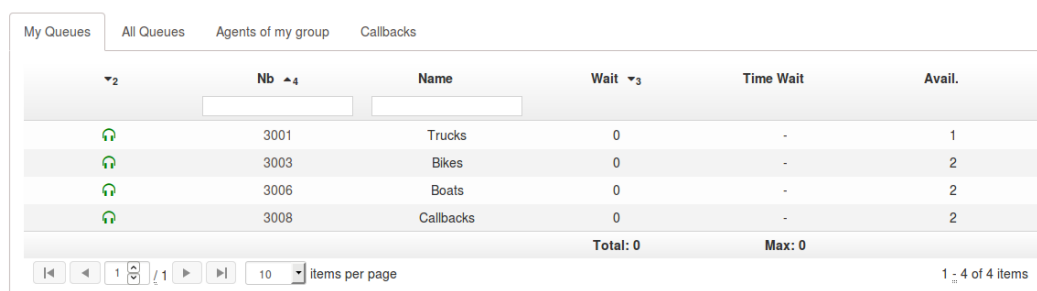 My Queues All Queues Agents of my group Callbacks
2 Nb 4 Name Wait 3 Time Wait Avail.
3001 Trucks 0 - 1
3003 Bikes 0 - 2
3006 Boats 0 - 2
3008 Callbacks 0 - 2
Total: 0 Max: 0
1 / 1 10 items per page 1 - 4 of 4 items